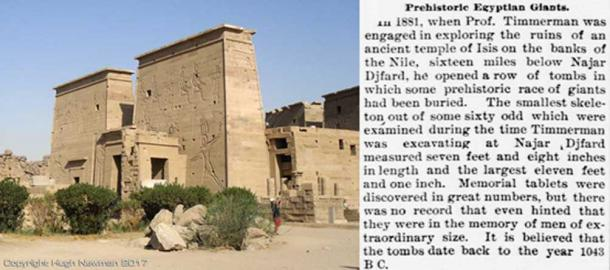 Prehistoric Egyptian Giants.
In 1881, when Prof. Timmerman was
engaged in exploring the ruins of an
ancient temple of Isis on the banks of
the Nile, sixteen miles below Najar
Djfard, he opened a row of tombs in
which some prehistoric race of giants
had been buried. The smallest skele-
ton out of some sixty odd which were
examined during the time Timmerman
was excavating at Najar Djfard
measured seven feet and eight inches
in length and the largest eleven feet
and one inch. Memorial tablets were
discovered in great numbers, but there
was no record that even hinted that
they were in the memory of men of ex-
traordinary size. It is believed that
the tombs date back to the year 1043
B C.
Copyright Hugh Newman 2017